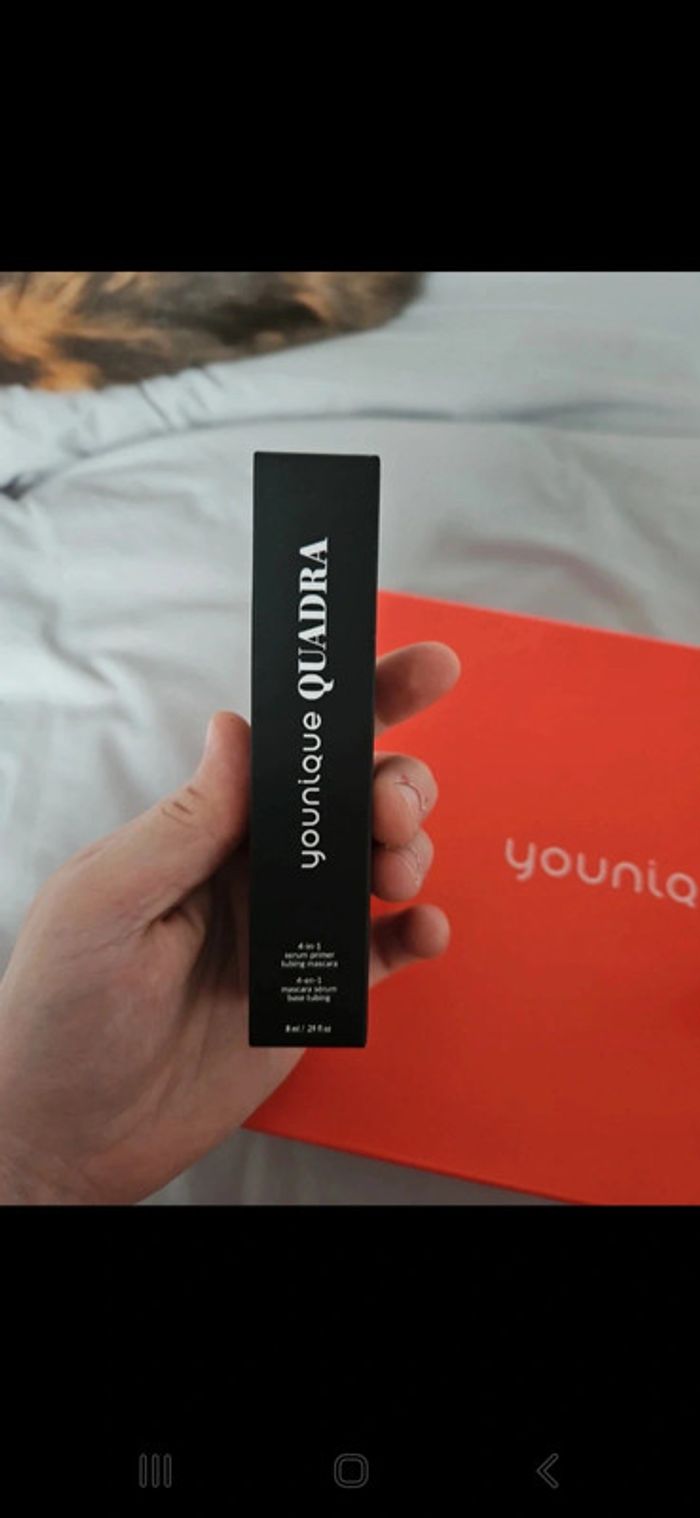 younique QUADRA
4-in-1
serum primer
tubing mascara
4-en-1
mascara sérum
base tubing
8 ml / .29 fl oz
youniq